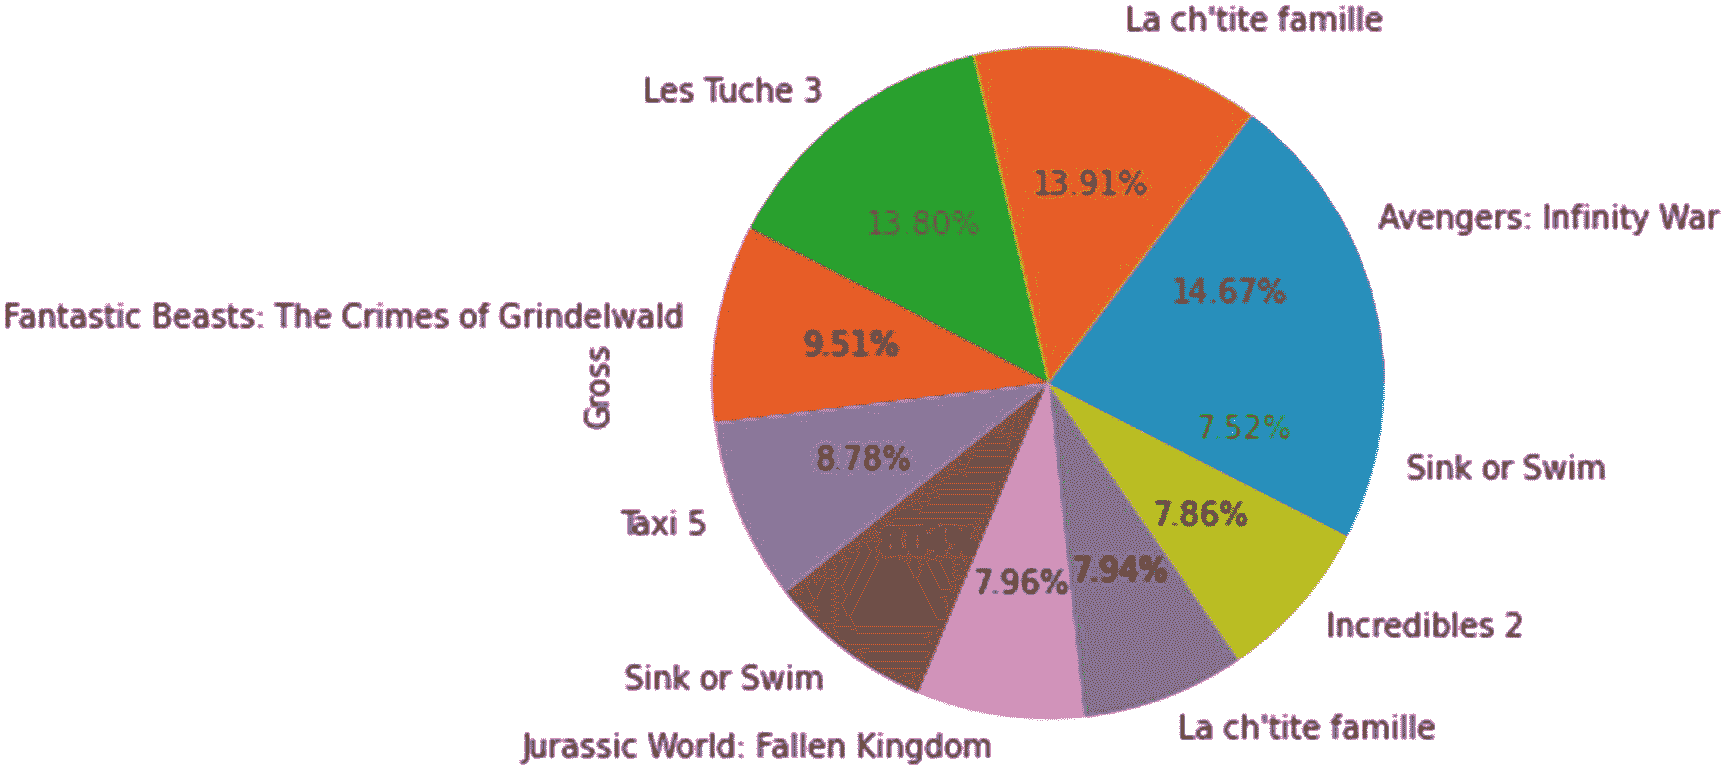 La ch'tite famille
Les Tuche 3
13.91%
13.80%
Avengers: Infinity War
14.67%
Fantastic Beasts: The Crimes of Grindelwald
9.51%
Gross
7.52%
8.78%
Sink or Swim
7.86%
Taxi 5
7.96%
7.94%
Incredibles 2
Sink or Swim
La ch'tite famille
Jurassic World: Fallen Kingdom